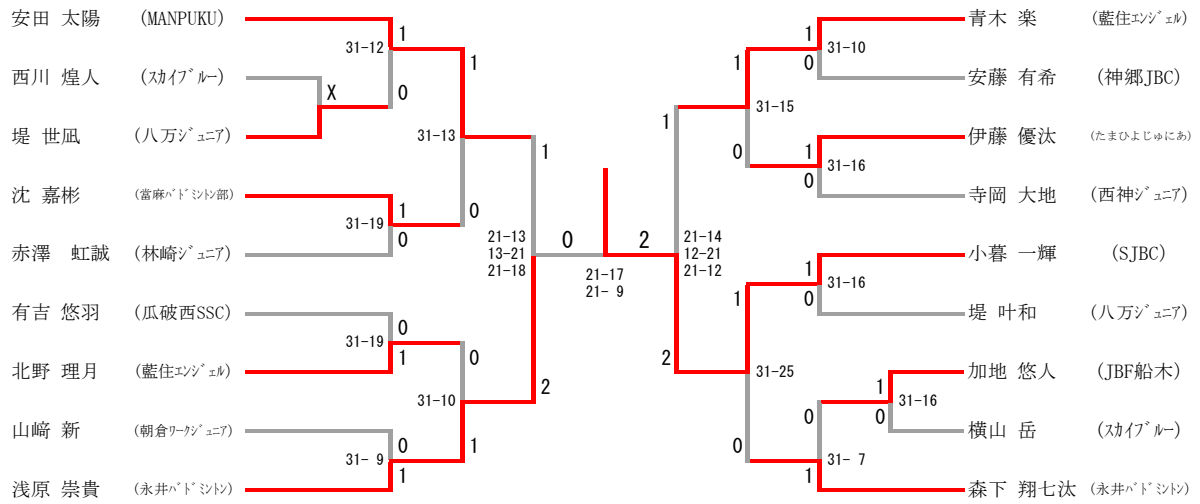 安田 太陽 (MANPUKU)
西川 煌人 (スカイブルー)
堤 世凪 (八万ジュニア)
沈 嘉彬 (當麻バドミントン部)
赤澤 虹誠 (林崎ジュニア)
有吉 悠羽 (瓜破西SSC)
北野 理月 (藍住エンジェル)
山﨑 新 (朝倉ワークジュニア)
浅原 崇貴 (永井バドミントン)
31-12
1
0
X
31-19
1
0
31-13
1
0
31-19
0
1
31- 9
0
1
31-10
0
1
21-13
13-21
21-18
1
2
0
2
21-17
21- 9
21-14
12-21
21-12
1
2
31-15
1
0
31-25
1
0
31-10
1
0
31-16
1
0
31-16
1
0
31- 7
0
1
31-16
1
0
青木 楽 (藍住エンジェル)
安藤 有希 (神郷JBC)
伊藤 優汰 (たまひよじゅにあ)
寺岡 大地 (西神ジュニア)
小暮 一輝 (SJBC)
堤 叶和 (八万ジュニア)
加地 悠人 (JBF船木)
横山 岳 (スカイブルー)
森下 翔七汰 (永井バドミントン)